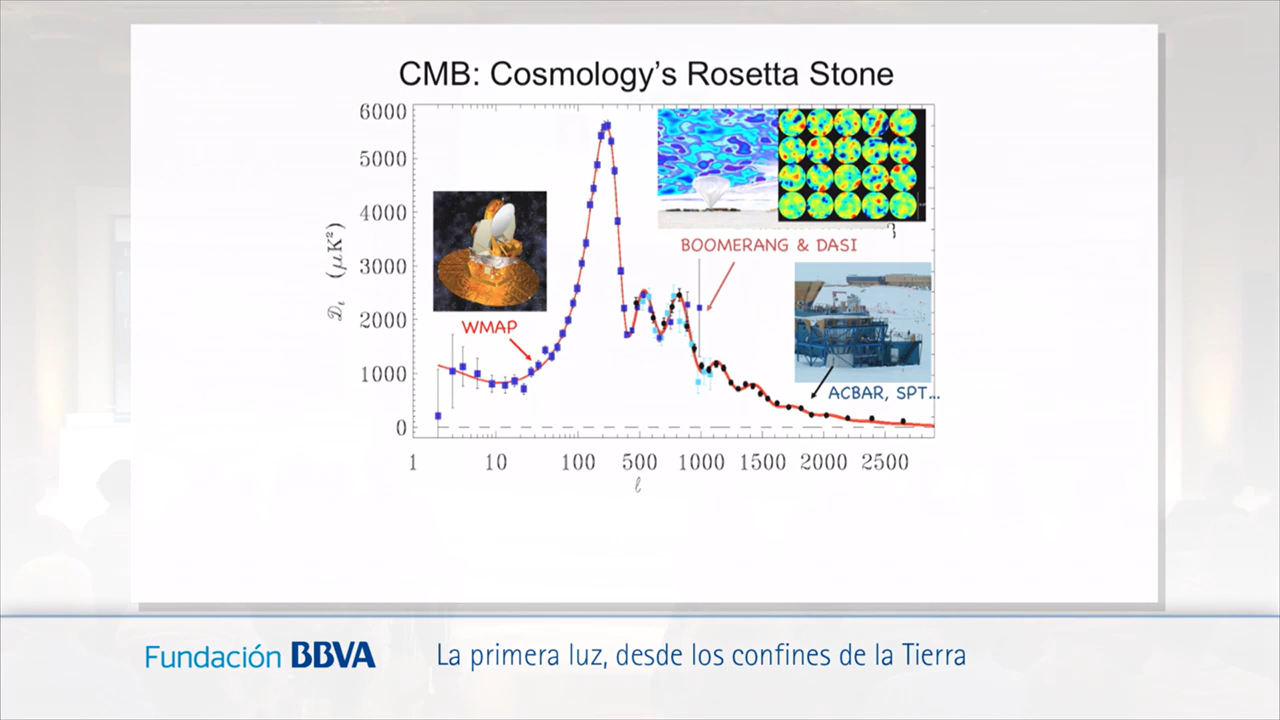 CMB: Cosmology's Rosetta Stone
6000
5000
4000
3000
2000
1000
0
𝒟ℓ (μK²)
WMAP
BOOMERANG & DASI
}
ACBAR, SPT...
1 10 100 500 1000 1500 2000 2500
ℓ
Fundación BBVA
La primera luz, desde los confines de la Tierra